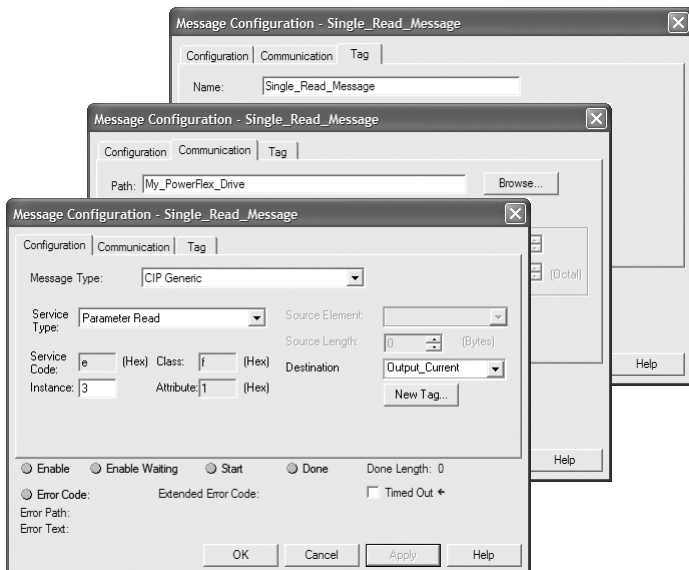 Message Configuration - Single_Read_Message
Configuration Communication Tag
Name: Single_Read_Message
Help
Message Configuration - Single_Read_Message
Configuration Communication Tag
Path: My_PowerFlex_Drive Browse...
(Octal)
Help
Message Configuration - Single_Read_Message
Configuration Communication Tag
Message Type: CIP Generic
Service Type: Parameter Read Source Element:
Source Length: 0 (Bytes)
Service Code: e (Hex) Class: f (Hex) Destination Output_Current
Instance: 3 Attribute: 1 (Hex) New Tag...
Enable Enable Waiting Start Done Done Length: 0
Error Code: Extended Error Code: Timed Out ←
Error Path:
Error Text:
OK Cancel Apply Help